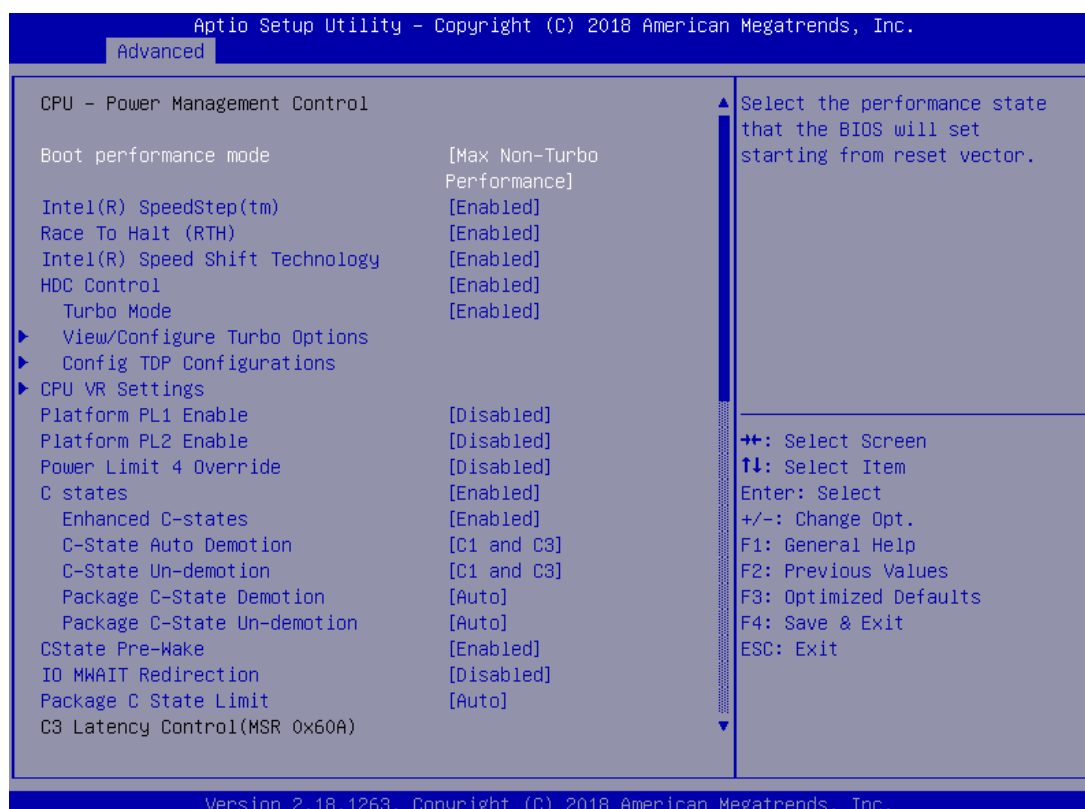 Aptio Setup Utility – Copyright (C) 2018 American Megatrends, Inc.
Advanced
CPU – Power Management Control
Boot performance mode [Max Non-Turbo
Performance]
Intel(R) SpeedStep(tm) [Enabled]
Race To Halt (RTH) [Enabled]
Intel(R) Speed Shift Technology [Enabled]
HDC Control [Enabled]
Turbo Mode [Enabled]
View/Configure Turbo Options
Config TDP Configurations
CPU VR Settings
Platform PL1 Enable [Disabled]
Platform PL2 Enable [Disabled]
Power Limit 4 Override [Disabled]
C states [Enabled]
Enhanced C-states [Enabled]
C-State Auto Demotion [C1 and C3]
C-State Un-demotion [C1 and C3]
Package C-State Demotion [Auto]
Package C-State Un-demotion [Auto]
CState Pre-Wake [Enabled]
IO MWAIT Redirection [Disabled]
Package C State Limit [Auto]
C3 Latency Control(MSR 0x60A)
Select the performance state
that the BIOS will set
starting from reset vector.
→←: Select Screen
↑↓: Select Item
Enter: Select
+/-: Change Opt.
F1: General Help
F2: Previous Values
F3: Optimized Defaults
F4: Save & Exit
ESC: Exit
Version 2.18.1263. Copyright (C) 2018 American Megatrends, Inc.